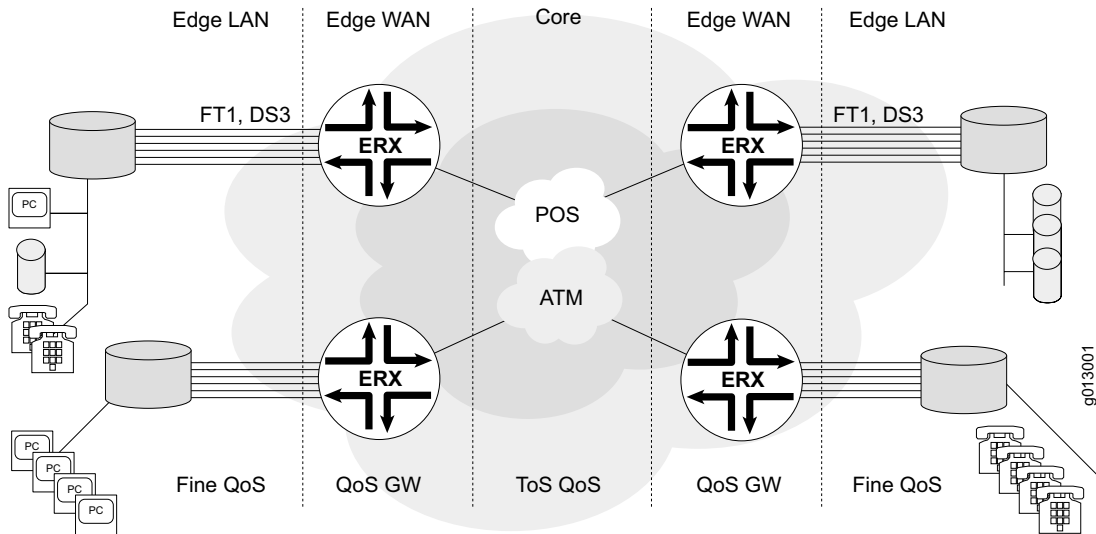 Edge LAN
Edge WAN
Core
Edge WAN
Edge LAN
FT1, DS3
FT1, DS3
ERX
ERX
PC
POS
ATM
ERX
ERX
g013001
PC
PC
PC
PC
Fine QoS
QoS GW
ToS QoS
QoS GW
Fine QoS